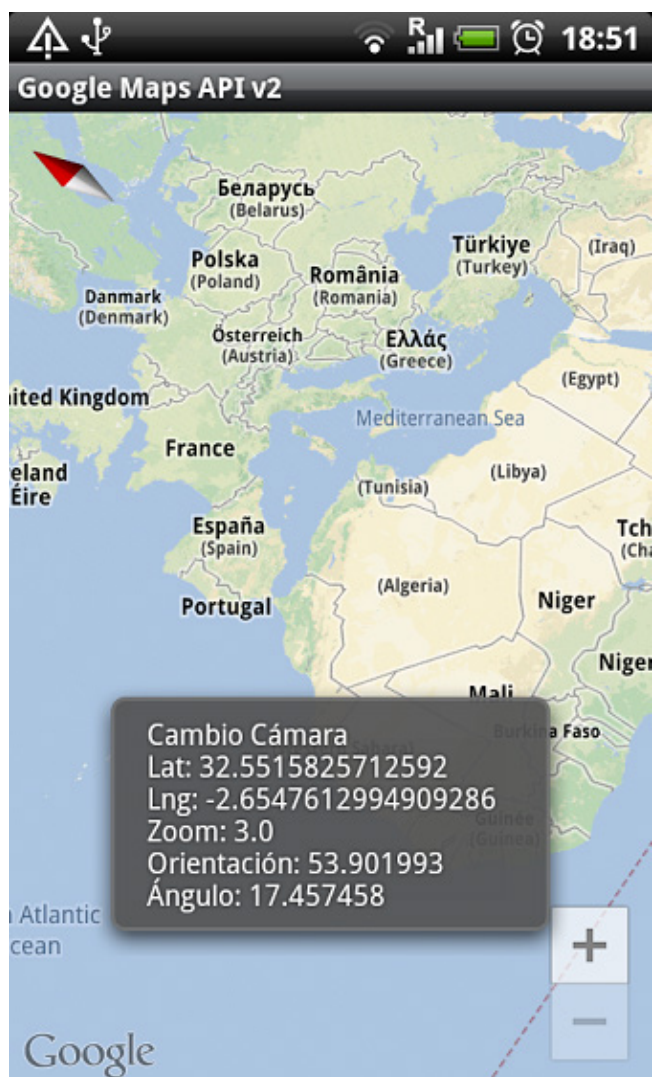 R
18:51
Google Maps API v2
Беларусь
(Belarus)
Türkiye
(Turkey)
(Iraq)
Polska
(Poland)
România
(Romania)
Danmark
(Denmark)
Österreich
(Austria)
Ελλάς
(Greece)
(Egypt)
ited Kingdom
Mediterranean Sea
France
eland
Éire
(Tunisia)
(Libya)
España
(Spain)
Tch
(Cha
(Algeria)
Niger
Portugal
Niger
Mali
Burkina Faso
Cambio Cámara
Lat: 32.5515825712592
Lng: -2.6547612994909286
Zoom: 3.0
Orientación: 53.901993
Ángulo: 17.457458
Guinée
(Guinea)
Atlantic
cean
+
−
Google